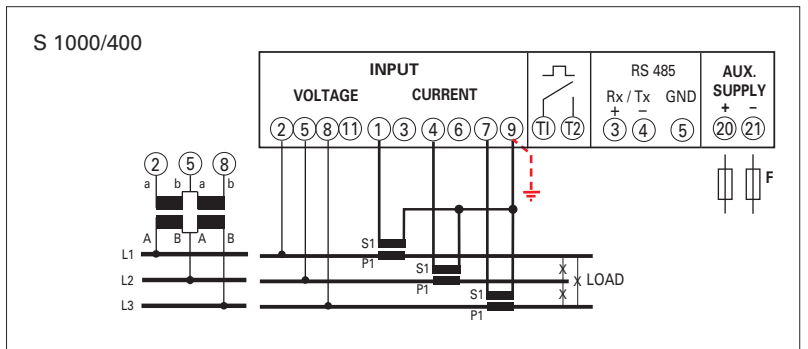 S 1000/400
INPUT
VOLTAGE CURRENT
2 5 8 11 1 3 4 6 7 9
T1 T2
RS 485
Rx / Tx GND
+ −
3 4 5
AUX.
SUPPLY
+ −
20 21
F
2 5 8
a b a b
A B A B
L1
L2
L3
S1
P1
S1
P1
S1
P1
X
X
X
LOAD